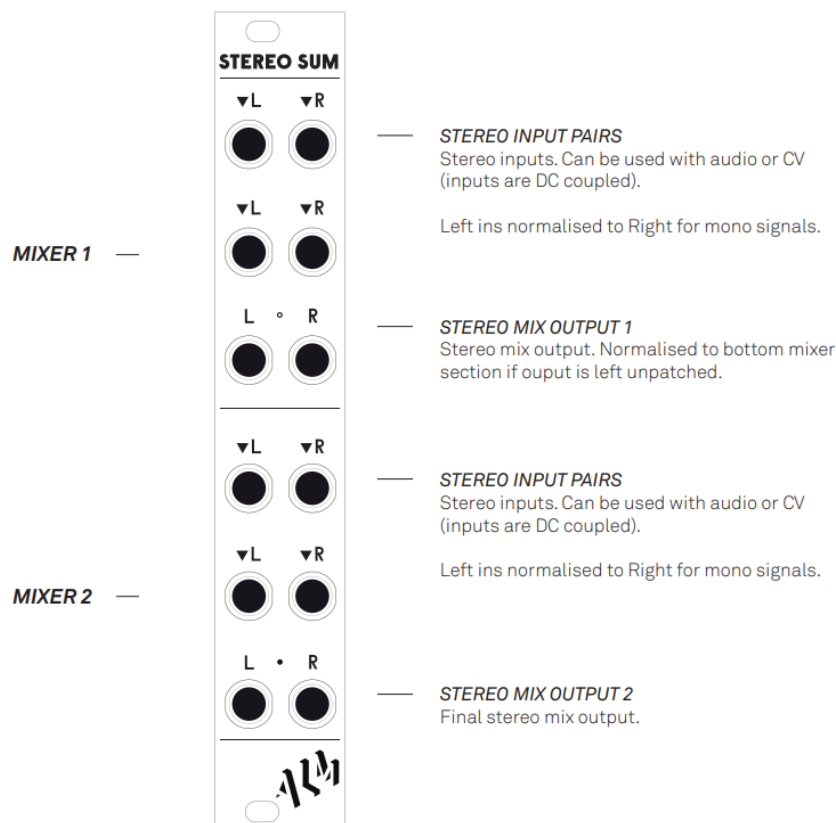 STEREO SUM
▼L ▼R
STEREO INPUT PAIRS
Stereo inputs. Can be used with audio or CV
(inputs are DC coupled).
▼L ▼R
Left ins normalised to Right for mono signals.
MIXER 1
L R
STEREO MIX OUTPUT 1
Stereo mix output. Normalised to bottom mixer
section if ouput is left unpatched.
▼L ▼R
STEREO INPUT PAIRS
Stereo inputs. Can be used with audio or CV
(inputs are DC coupled).
▼L ▼R
Left ins normalised to Right for mono signals.
MIXER 2
L • R
STEREO MIX OUTPUT 2
Final stereo mix output.
ALM